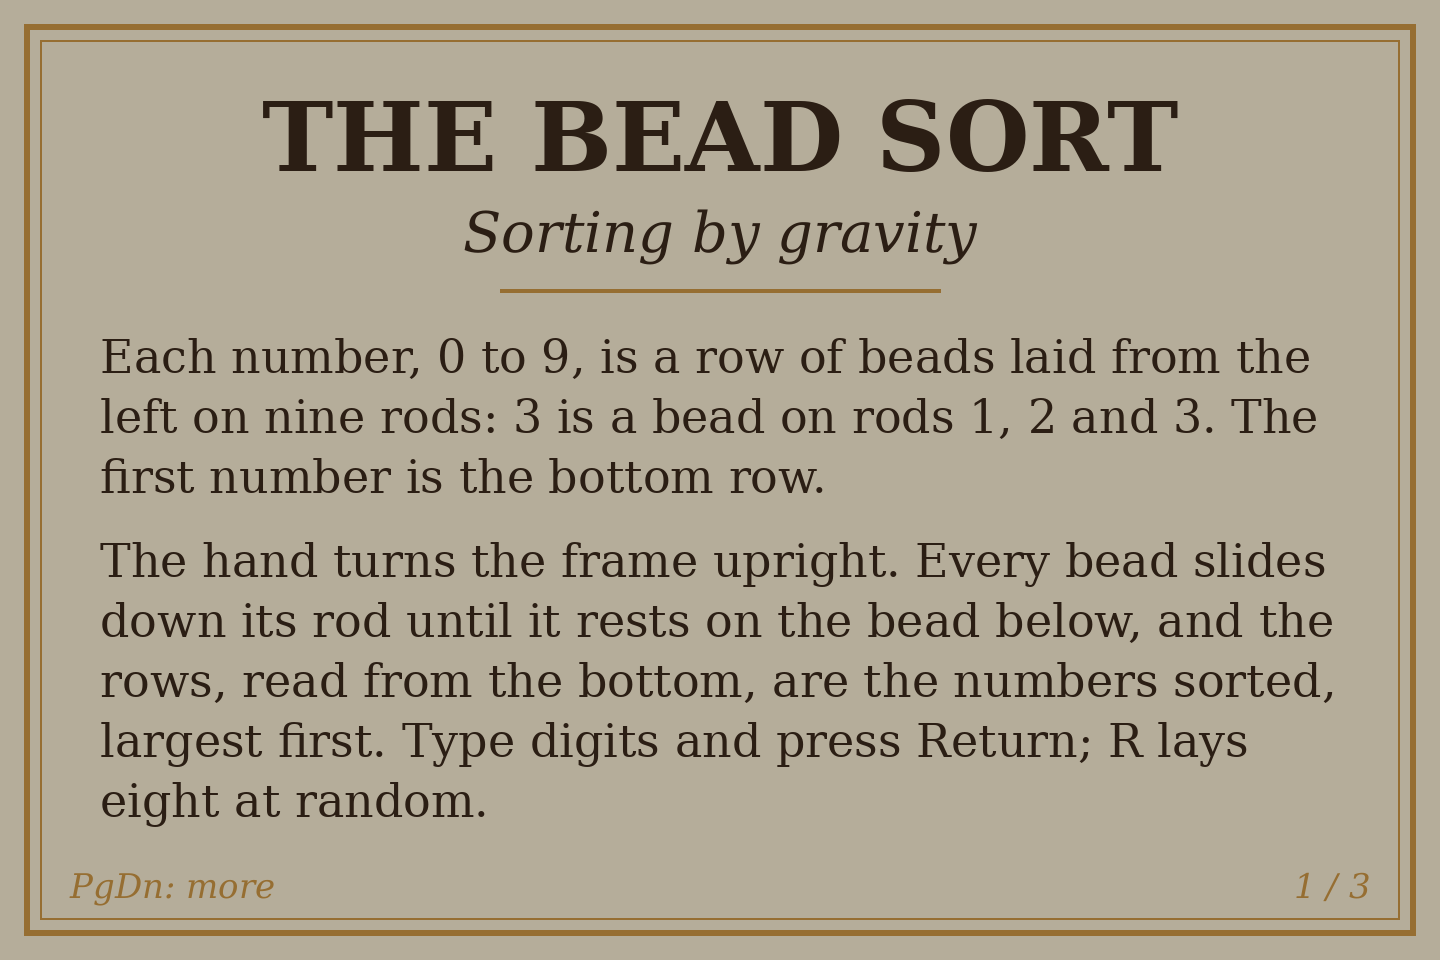 THE BEAD SORT
Sorting by gravity
Each number, 0 to 9, is a row of beads laid from the
left on nine rods: 3 is a bead on rods 1, 2 and 3. The
first number is the bottom row.
The hand turns the frame upright. Every bead slides
down its rod until it rests on the bead below, and the
rows, read from the bottom, are the numbers sorted,
largest first. Type digits and press Return; R lays
eight at random.
PgDn: more
1 / 3